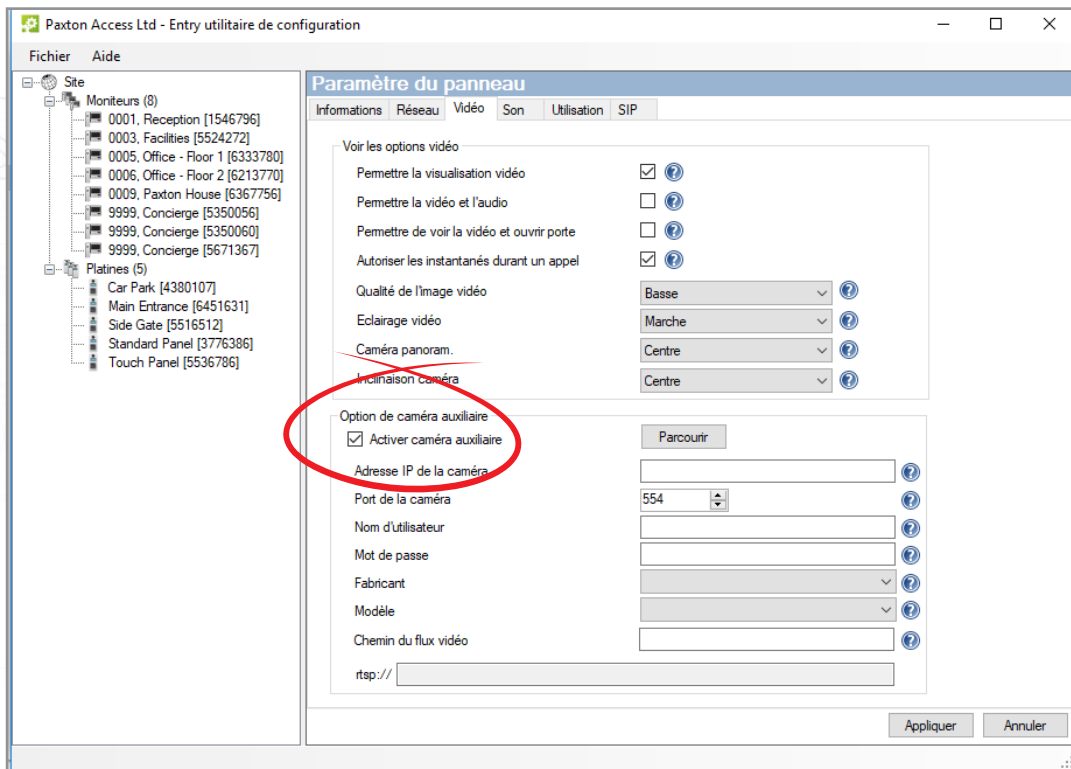 Paxton Access Ltd - Entry utilitaire de configuration
Fichier Aide
Site
Moniteurs (8)
0001, Reception [1546796]
0003, Facilities [5524272]
0005, Office - Floor 1 [6333780]
0006, Office - Floor 2 [6213770]
0009, Paxton House [6367756]
9999, Concierge [5350056]
9999, Concierge [5350060]
9999, Concierge [5671367]
Platines (5)
Car Park [4380107]
Main Entrance [6451631]
Side Gate [5516512]
Standard Panel [3776386]
Touch Panel [5536786]
Paramètre du panneau
Informations Réseau Vidéo Son Utilisation SIP
Voir les options vidéo
Permettre la visualisation vidéo
Permettre la vidéo et l'audio
Permettre de voir la vidéo et ouvrir porte
Autoriser les instantanés durant un appel
Qualité de l'image vidéo Basse
Eclairage vidéo Marche
Caméra panoram. Centre
Inclinaison caméra Centre
Option de caméra auxiliaire
Activer caméra auxiliaire Parcourir
Adresse IP de la caméra
Port de la caméra 554
Nom d'utilisateur
Mot de passe
Fabricant
Modèle
Chemin du flux vidéo
rtsp://
Appliquer Annuler